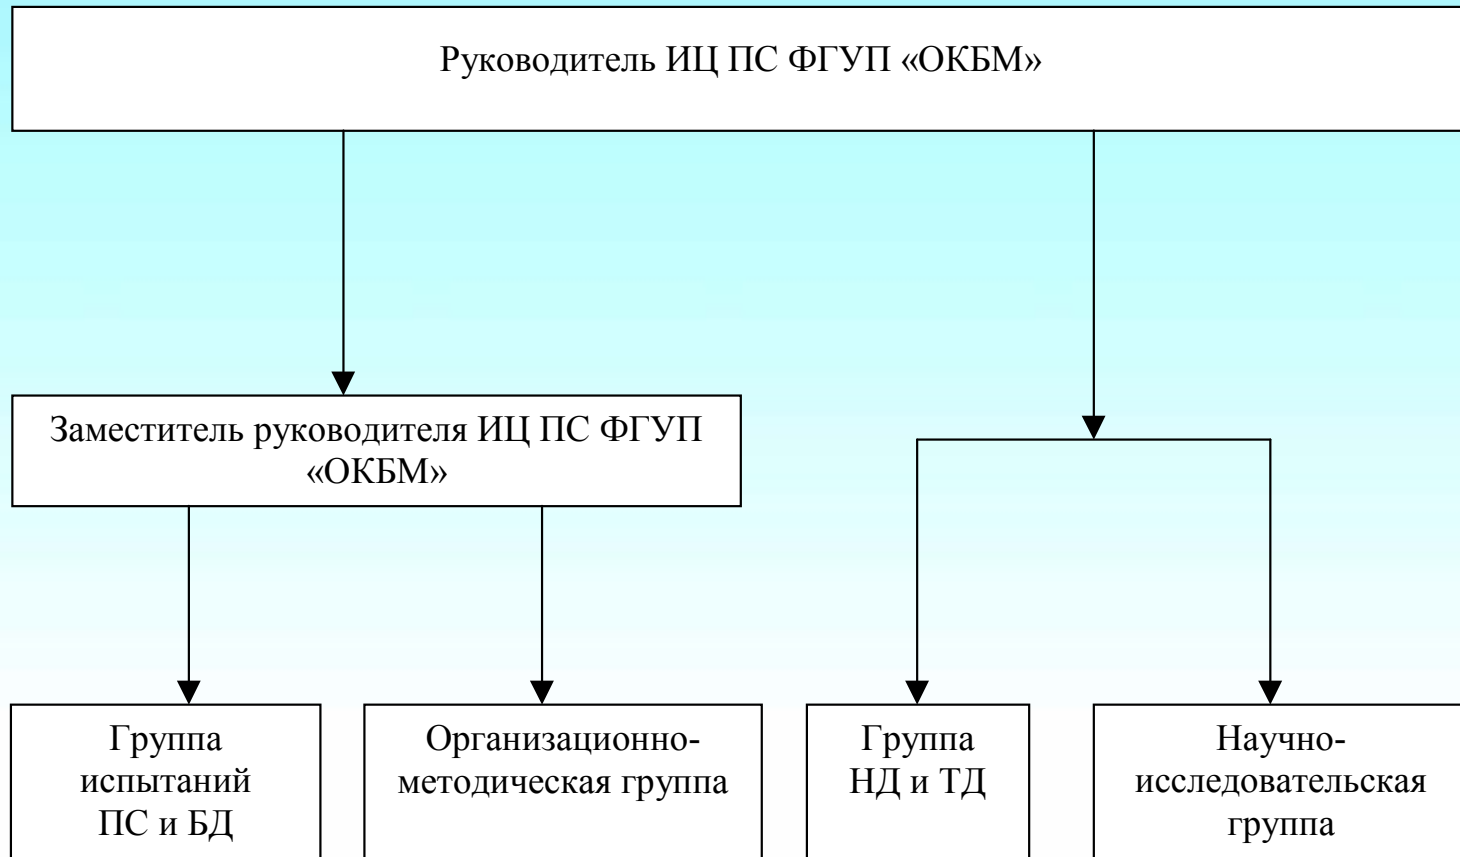 Руководитель ИЦ ПС ФГУП «ОКБМ»
Заместитель руководителя ИЦ ПС ФГУП
«ОКБМ»
Группа
испытаний
ПС и БД
Организационно-
методическая группа
Группа
НД и ТД
Научно-
исследовательская
группа